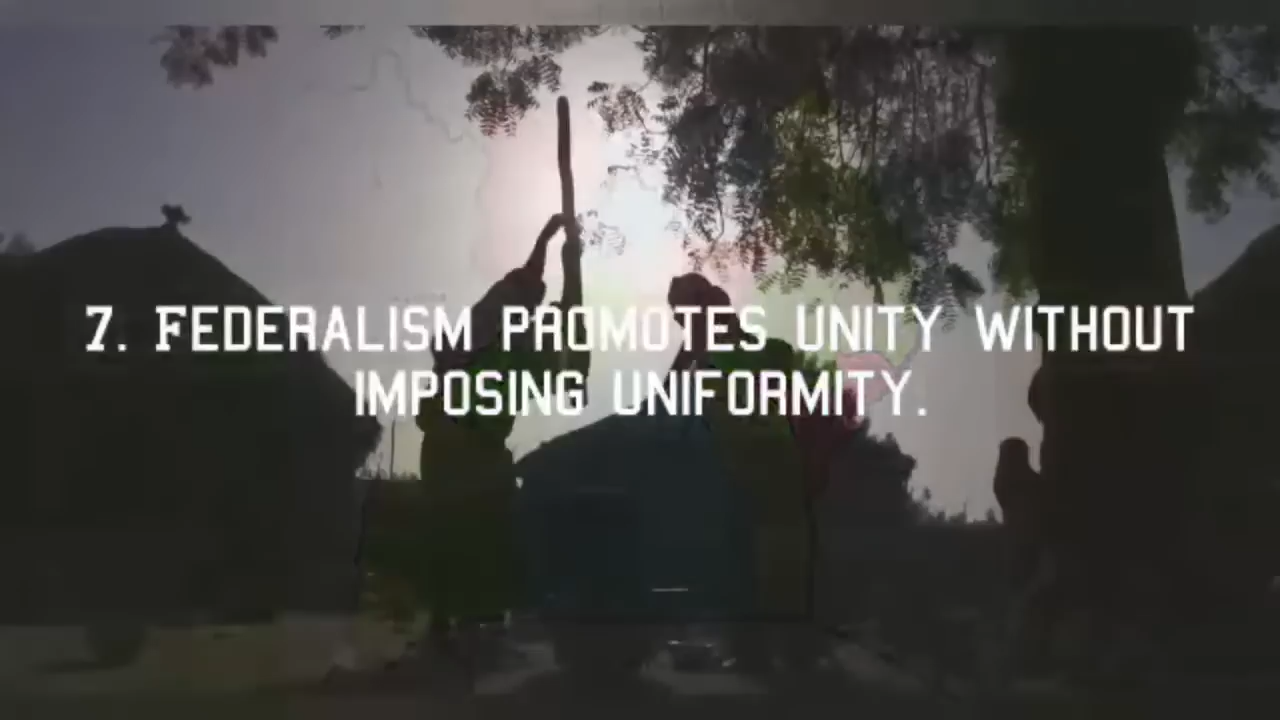 7. Federalism promotes unity without
imposing uniformity.